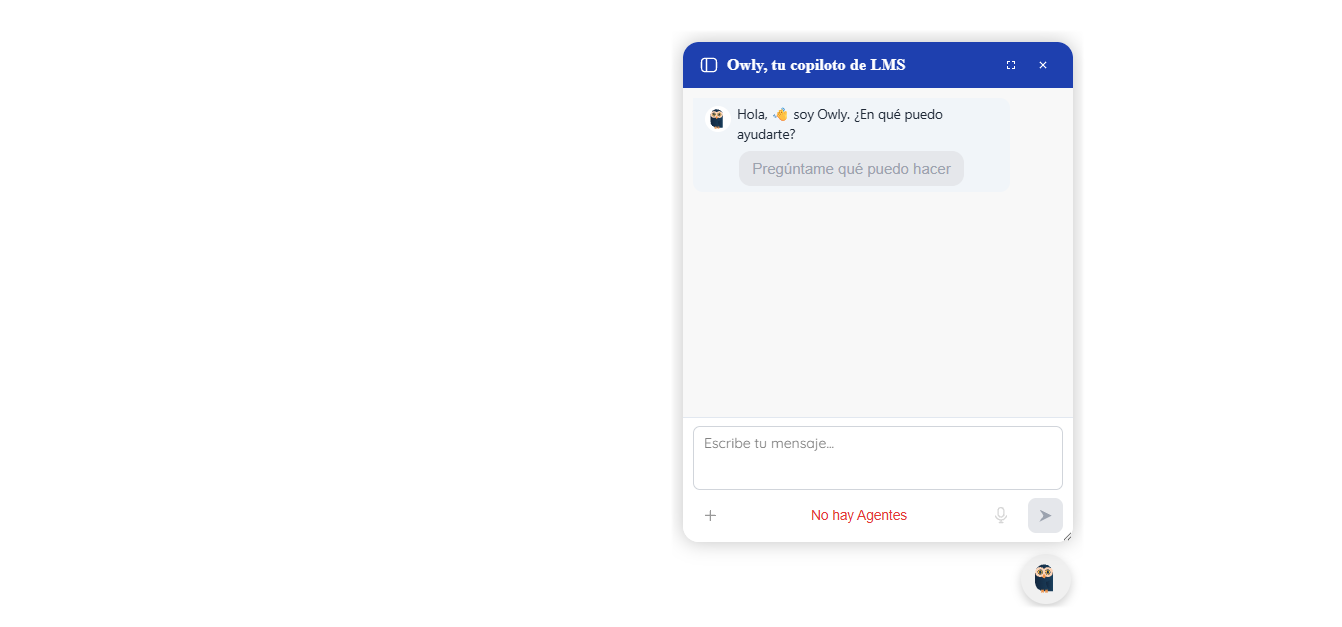 Owly, tu copiloto de LMS
Hola, 👋 soy Owly. ¿En qué puedo
ayudarte?
Pregúntame qué puedo hacer
Escribe tu mensaje...
No hay Agentes